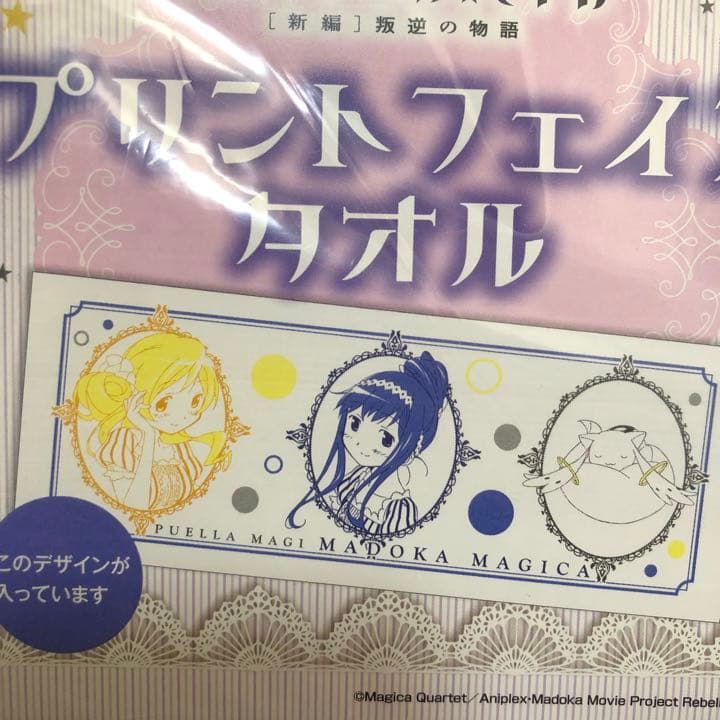 [新編]叛逆の物語
プリントフェイス
タオル
PUELLA MAGI MADOKA MAGICA
このデザインが
入っています
©Magica Quartet／Aniplex・Madoka Movie Project Rebel